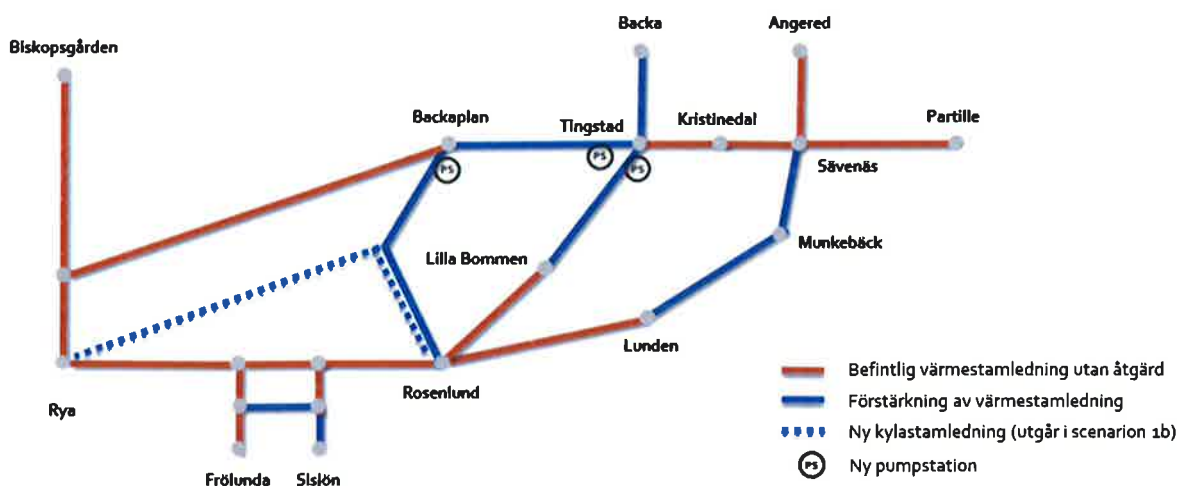 Backa
Angered
Biskopsgården
Backaplan
Tingstad
Kristinedal
Partille
PS
PS
PS
Sävenäs
Munkebäck
Lilla Bommen
Lunden
Rosenlund
Rya
Frölunda
Sisjön
Befintlig värmestamledning utan åtgärd
Förstärkning av värmestamledning
Ny kylastamledning (utgår i scenarion 1b)
PS Ny pumpstation